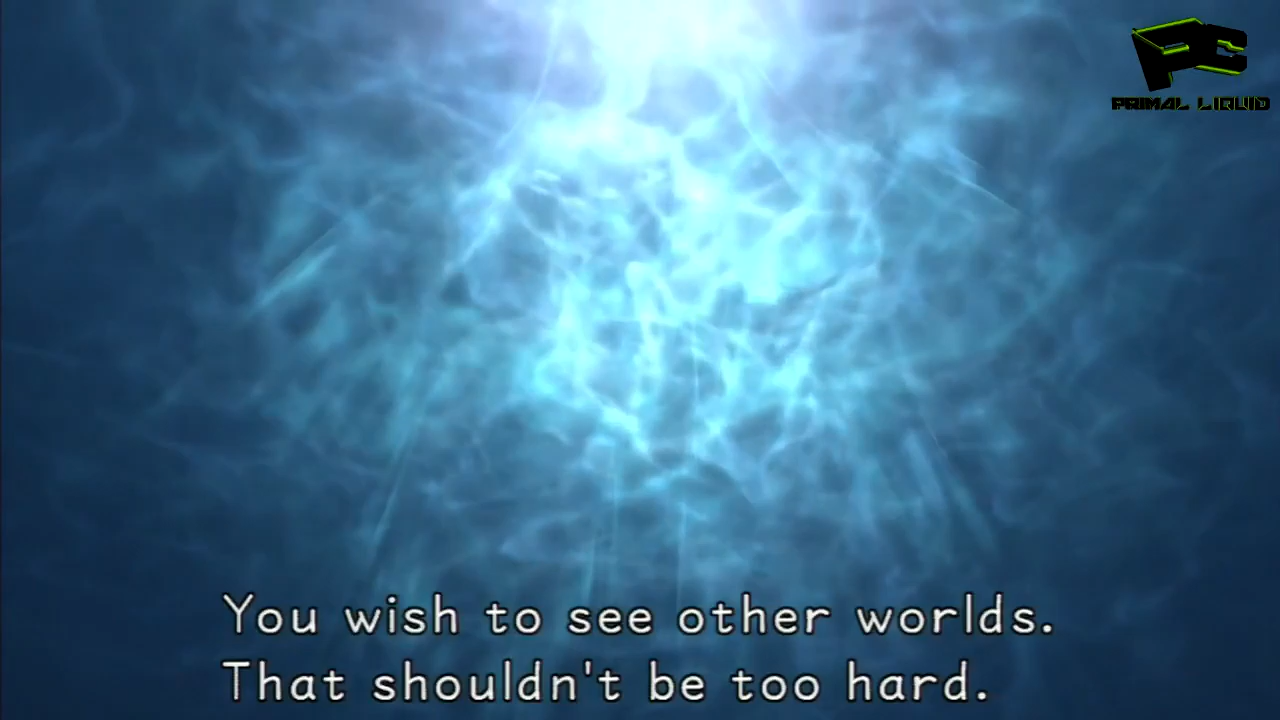 PRIMAL LIQUID
You wish to see other worlds.
That shouldn't be too hard.